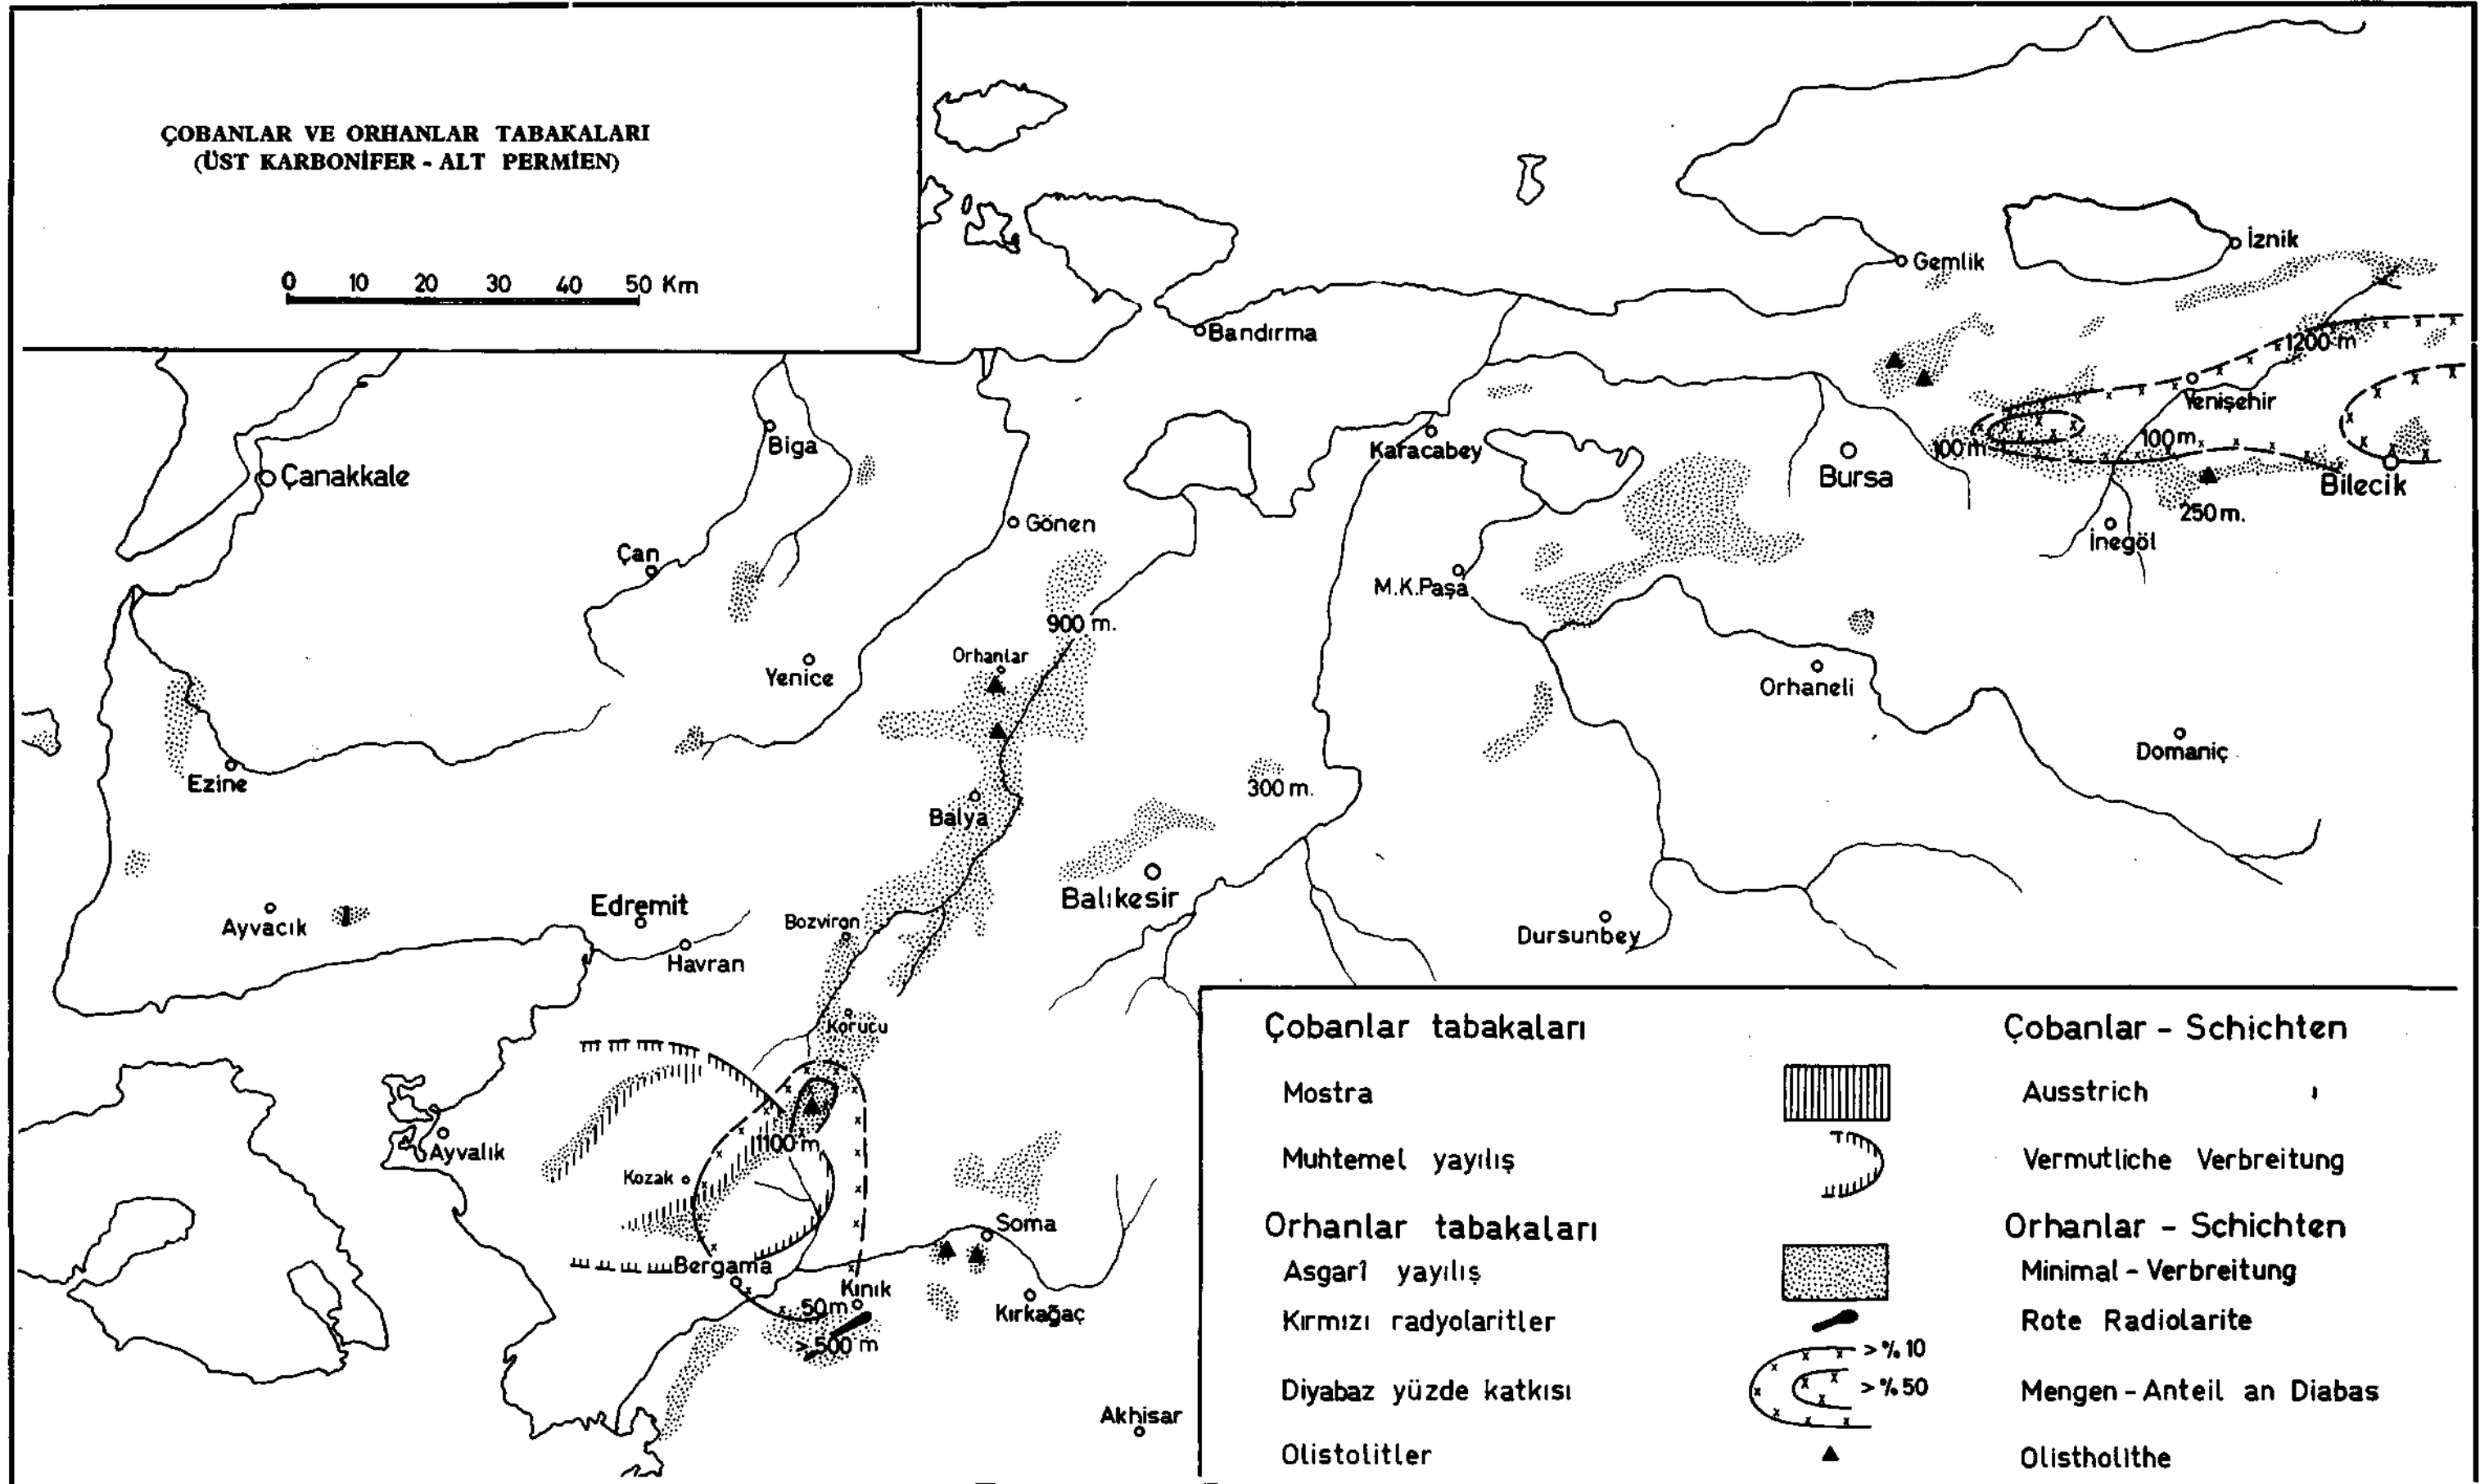 ÇOBANLAR VE ORHANLAR TABAKALARI
(ÜST KARBONİFER - ALT PERMİEN)
0 10 20 30 40 50 Km
İznik
Gemlik
Bandırma
1200 m
Yenişehir
Biga
Karacabey
100 m
100 m.
Bursa
Çanakkale
Bilecik
250 m.
Gönen
İnegöl
Çan
M.K.Paşa
900 m.
Orhanlar
Yenice
Orhaneli
Domaniç
Ezine
300 m.
Balya
Balıkesir
Edremit
Ayvacık
Bozviran
Dursunbey
Havran
Korucu
Ayvalık
1100 m
Kozak
Soma
Bergama
Kınık
50 m.
Kırkağaç
> 500 m
Akhisar
Çobanlar tabakaları Çobanlar - Schichten
Mostra Ausstrich
Muhtemel yayılış Vermutliche Verbreitung
Orhanlar tabakaları Orhanlar - Schichten
Asgarî yayılış Minimal - Verbreitung
Kırmızı radyolaritler Rote Radiolarite
> % 10
Diyabaz yüzde katkısı > % 50 Mengen - Anteil an Diabas
Olistolitler Olistholithe